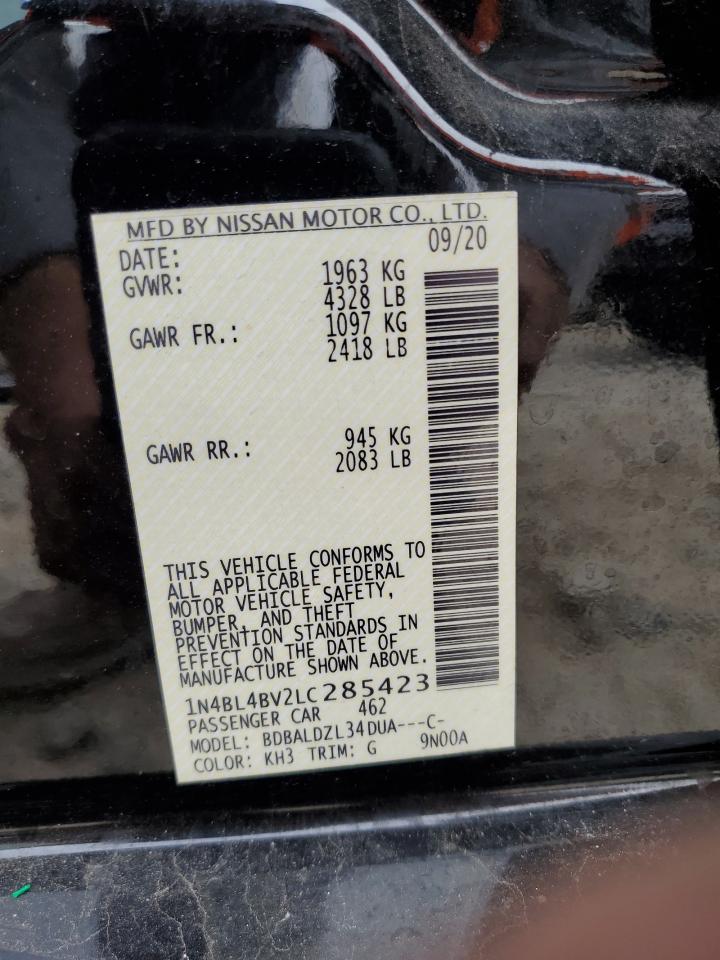 MFD BY NISSAN MOTOR CO., LTD.
DATE: 09/20
GVWR: 1963 KG
4328 LB
GAWR FR.: 1097 KG
2418 LB
GAWR RR.: 945 KG
2083 LB
THIS VEHICLE CONFORMS TO
ALL APPLICABLE FEDERAL
MOTOR VEHICLE SAFETY,
BUMPER, AND THEFT
PREVENTION STANDARDS IN
EFFECT ON THE DATE OF
MANUFACTURE SHOWN ABOVE.
1N4BL4BV2LC285423
PASSENGER CAR 462
MODEL: BDBALDZL34DUA---C-
COLOR: KH3 TRIM: G 9N00A